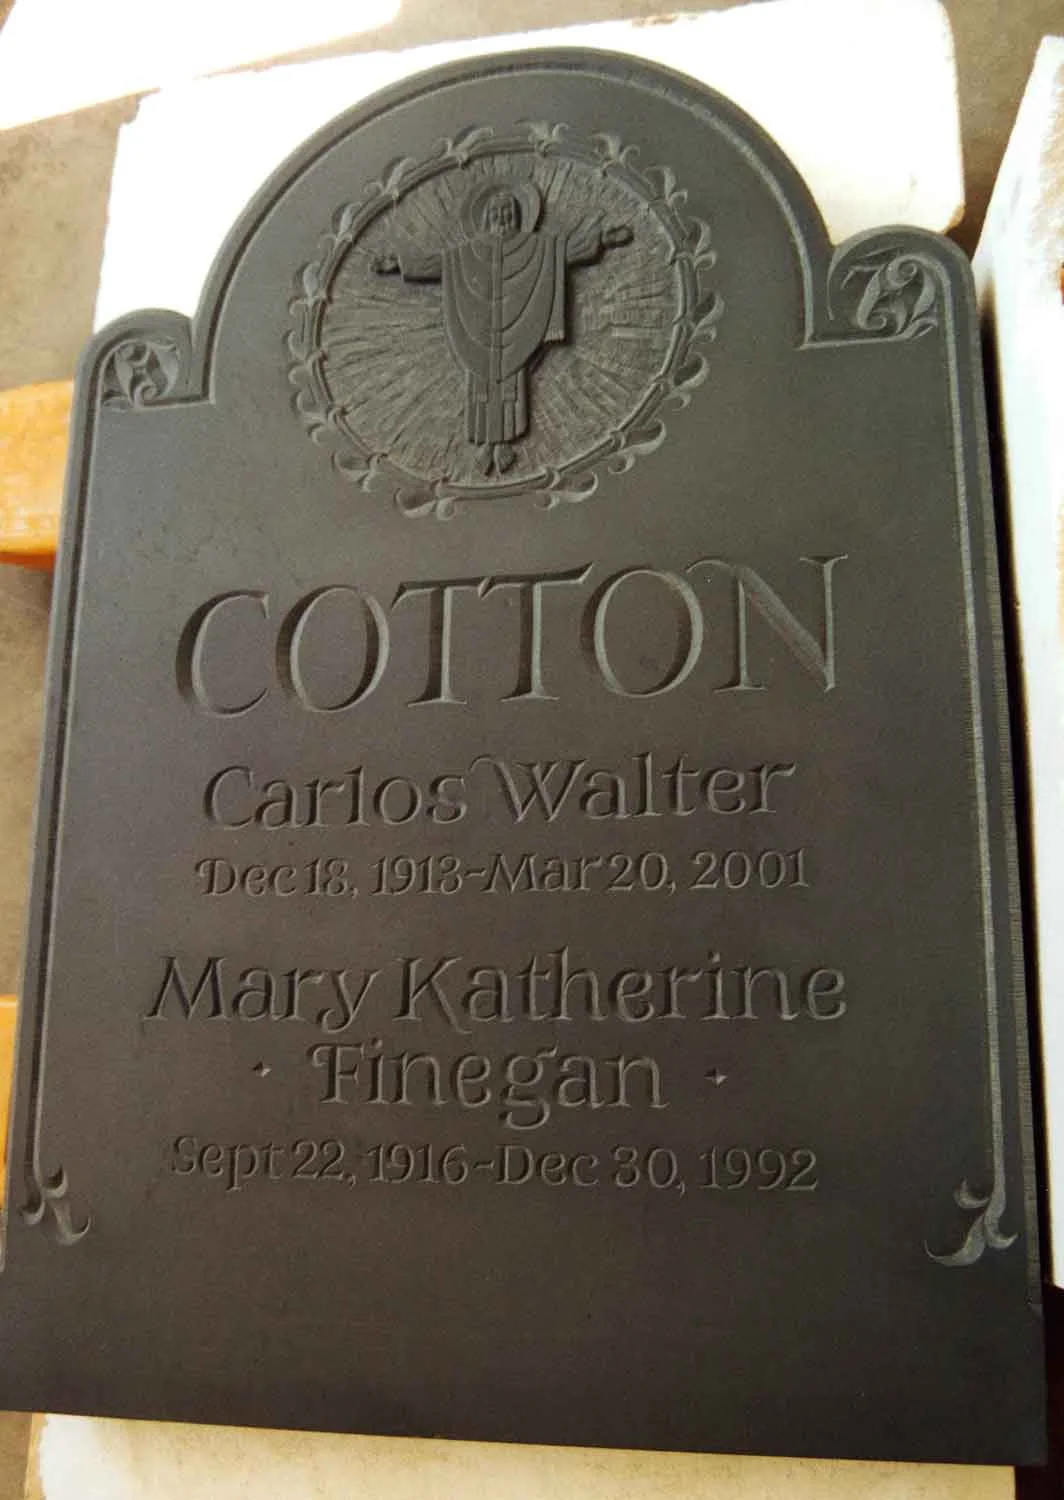 COTTON
Carlos Walter
Dec 18, 1913-Mar 20, 2001
Mary Katherine
· Finegan ·
Sept 22, 1916-Dec 30, 1992